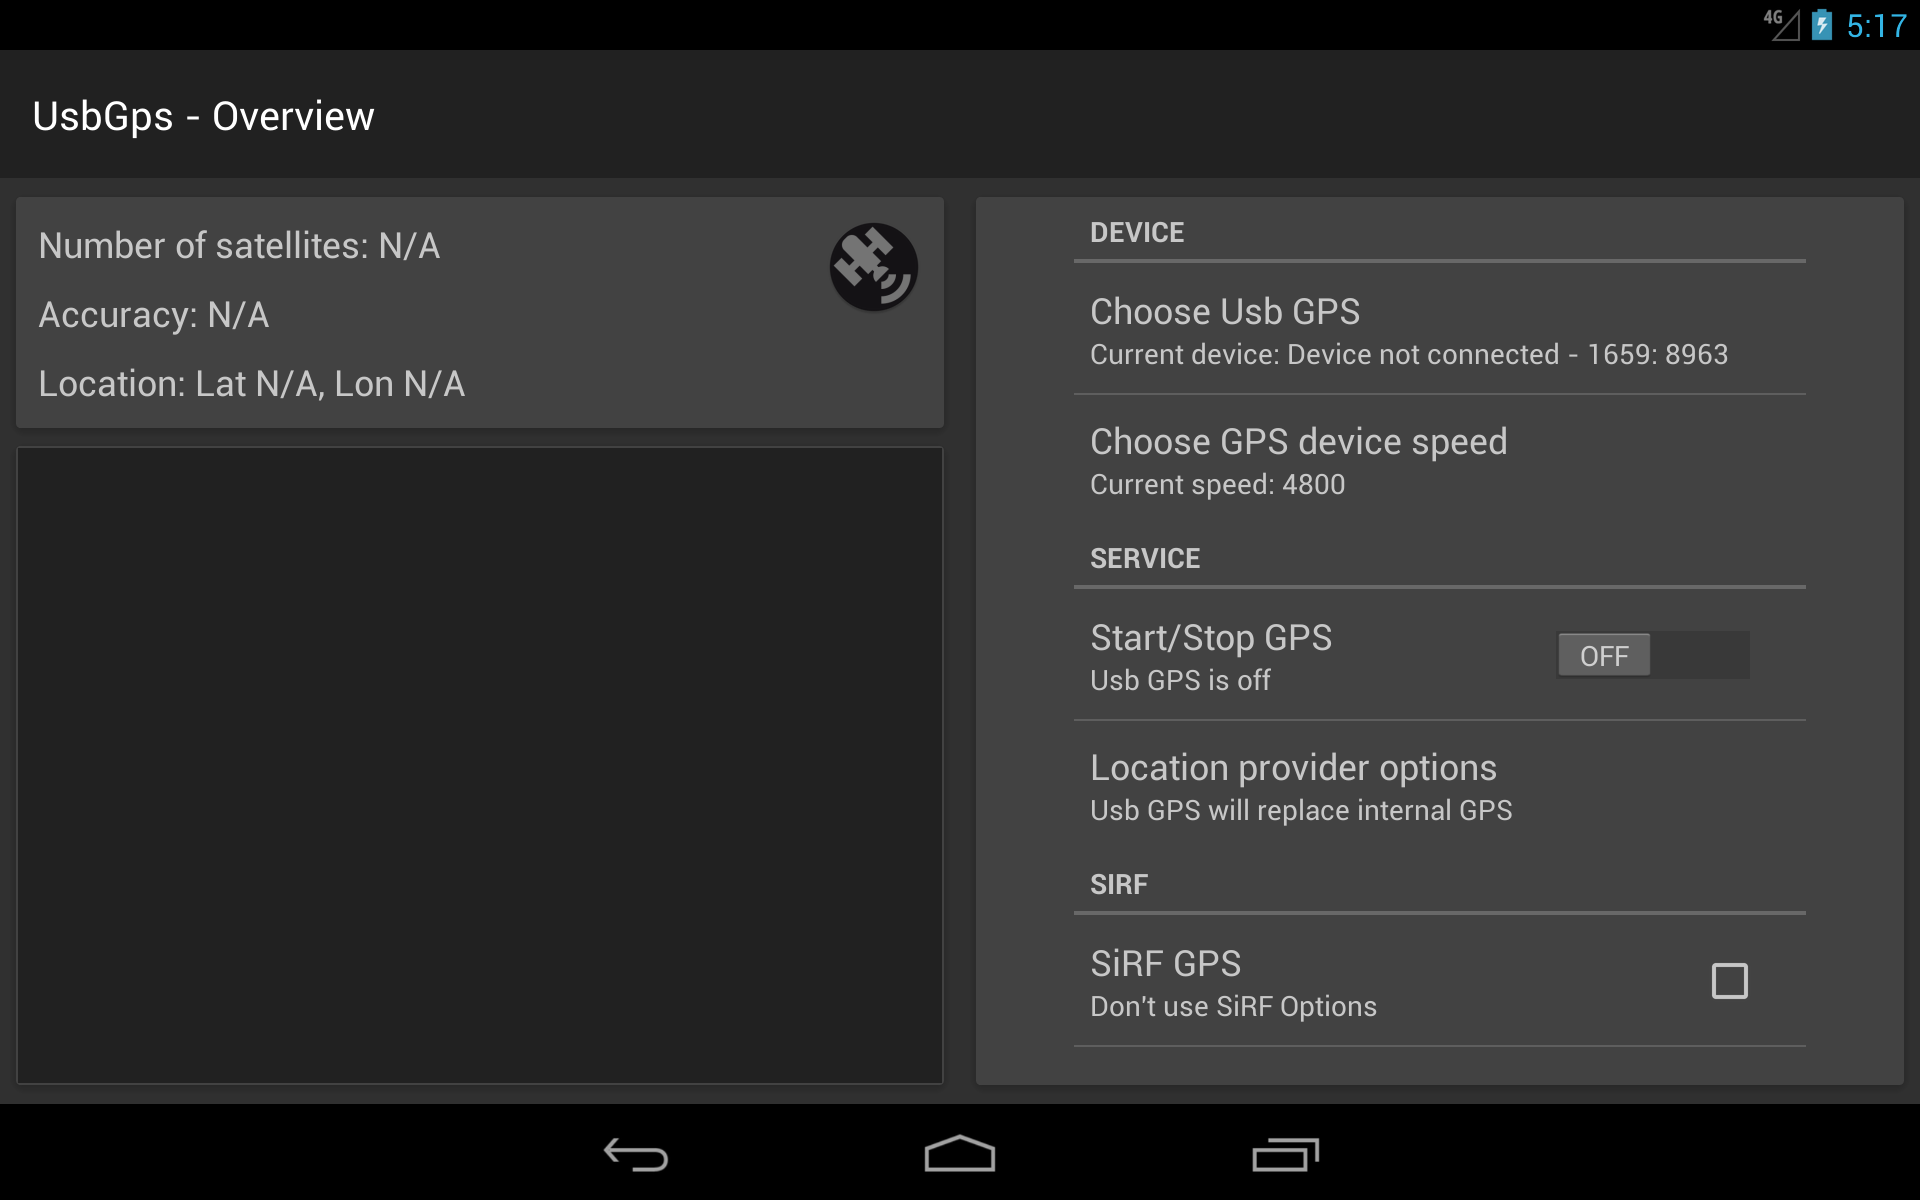 4G 5:17
UsbGps - Overview
Number of satellites: N/A
Accuracy: N/A
Location: Lat N/A, Lon N/A
DEVICE
Choose Usb GPS
Current device: Device not connected - 1659: 8963
Choose GPS device speed
Current speed: 4800
SERVICE
Start/Stop GPS
OFF
Usb GPS is off
Location provider options
Usb GPS will replace internal GPS
SIRF
SiRF GPS
Don't use SiRF Options